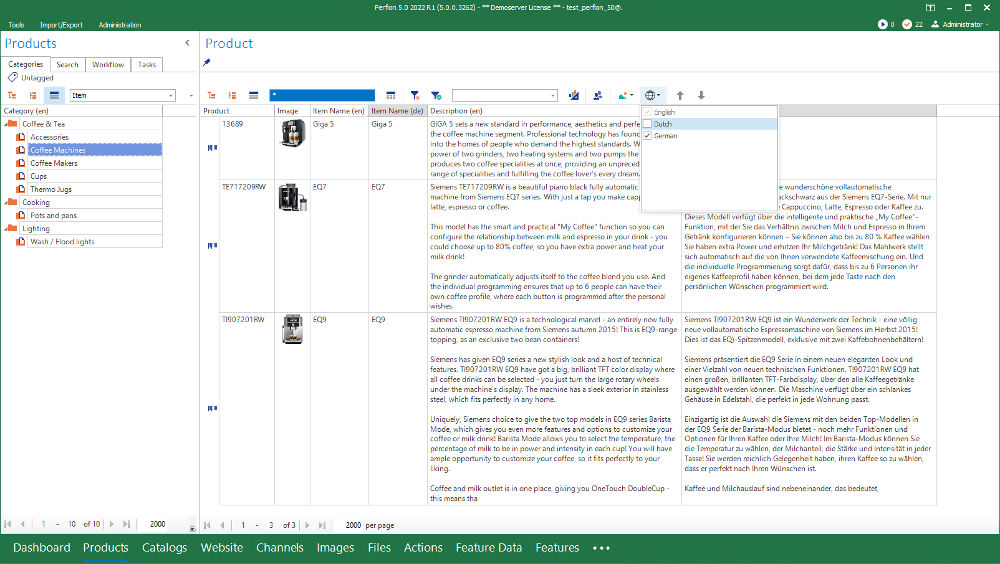 Perfion 5.0 2022 R1 (5.0.0.3262) - ** Demoserver License ** - test_perfion_50@.
Tools
Import/Export
Administration
0
22
Administrator
Products
Product
Categories
Search
Workflow
Tasks
Untagged
Item
*
Category (en)
Coffee & Tea
Accessories
Coffee Machines
Coffee Makers
Cups
Thermo Jugs
Cooking
Pots and pans
Lighting
Wash / Flood lights
Product
Image
Item Name (en)
Item Name (de)
Description (en)
English
Dutch
German
13689
Giga 5
Giga 5
GIGA 5 sets a new standard in performance, aesthetics and perfe
the coffee machine segment. Professional technology has found
into the homes of people who demand the highest standards. W
power of two grinders, two heating systems and two pumps the
produces two coffee specialities at once, providing an unpreced
range of specialities and fulfilling the coffee lover's every dream.
TE717209RW
EQ7
EQ7
Siemens TE717209RW is a beautiful piano black fully automatic
machine from Siemens EQ7 series. With just a tap you make capp
latte, espresso or coffee.
This model has the smart and practical "My Coffee" function so you can
configure the relationship between milk and espresso in your drink - you
could choose up to 80% coffee, so you have extra power and heat your
milk drink!
The grinder automatically adjusts itself to the coffee blend you use. And
the individual programming ensures that up to 6 people can have their
own coffee profile, where each button is programmed after the personal
wishes.
e wunderschöne vollautomatische
ackschwarz aus der Siemens EQ7-Serie. Mit nur
e Cappuccino, Latte, Espresso oder Kaffee zu.
Dieses Modell verfügt über die intelligente und praktische „My Coffee“-
Funktion, mit der Sie das Verhältnis zwischen Milch und Espresso in Ihrem
Getränk konfigurieren können – Sie können also bis zu 80 % Kaffee wählen
Sie haben extra Power und erhitzen Ihr Milchgetränk! Das Mahlwerk stellt
sich automatisch auf die von Ihnen verwendete Kaffeemischung ein. Und
die individuelle Programmierung sorgt dafür, dass bis zu 6 Personen ihr
eigenes Kaffeeprofil haben können, bei dem jede Taste nach den
persönlichen Wünschen programmiert wird.
TI907201RW
EQ9
EQ9
Siemens TI907201RW EQ9 is a technological marvel - an entirely new fully
automatic espresso machine from Siemens autumn 2015! This is EQ9-range
topping, as an exclusive two bean containers!
Siemens has given EQ9 series a new stylish look and a host of technical
features. TI907201RW EQ9 have got a big, brilliant TFT color display where
all coffee drinks can be selected - you just turn the large rotary wheels
under the machine's display. The machine has a sleek exterior in stainless
steel, which fits perfectly in any home.
Uniquely, Siemens choice to give the two top models in EQ9 series Barista
Mode, which gives you even more features and options to customize your
coffee or milk drink! Barista Mode allows you to select the temperature, the
percentage of milk to be in power and intensity in each cup! You will have
ample opportunity to customize your coffee, so it fits perfectly to your
liking.
Coffee and milk outlet is in one place, giving you OneTouch DoubleCup -
this means tha
Siemens TI907201RW EQ9 ist ein Wunderwerk der Technik - eine völlig
neue vollautomatische Espressomaschine von Siemens im Herbst 2015!
Dies ist das EQ)-Spitzenmodell, exklusive mit zwei Kaffebohnenbehältern!
Siemens präsentiert die EQ9 Serie in einem neuen eleganten Look und
einer Vielzahl von neuen technischen Funktionen. TI907201RW EQ9 hat
einen großen, brillanten TFT-Farbdisplay, über den alle Kaffeegetränke
ausgewählt werden können. Die Maschine verfügt über ein schlankes
Gehäuse in Edelstahl, die perfekt in jede Wohnung passt.
Einzigartig ist die Auswahl die Siemens mit den beiden Top-Modellen in
der EQ9 Serie der Barista-Modus bietet - noch mehr Funktionen und
Optionen für Ihren Kaffee oder Ihre Milch! Im Barista-Modus können Sie
die Temperatur zu wählen, der Milchanteil, die Stärke und Intensität in jeder
Tasse! Sie werden reichlich Gelegenheit haben, ihren Kaffee so zu wählen,
dass er perfekt nach Ihren Wünschen ist.
Kaffee und Milchauslauf sind nebeneinander, das bedeutet,
1 - 10 of 10
2000
1 - 3 of 3
2000 per page
Dashboard
Products
Catalogs
Website
Channels
Images
Files
Actions
Feature Data
Features